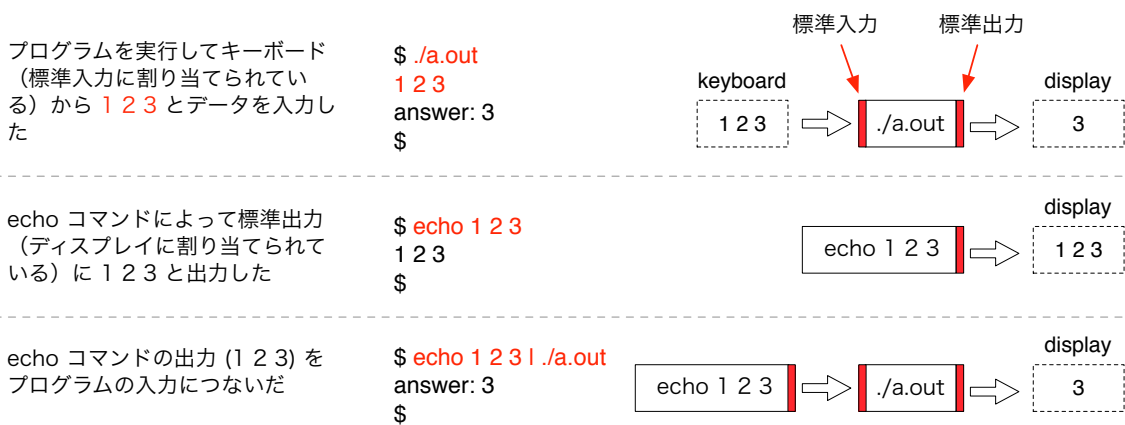 標準入力 標準出力
プログラムを実行してキーボード
（標準入力に割り当てられてい
る）から 1 2 3 とデータを入力し
た
$ ./a.out
1 2 3
answer: 3
$
keyboard display
1 2 3 ./a.out 3
echo コマンドによって標準出力
（ディスプレイに割り当てられて
いる）に 1 2 3 と出力した
$ echo 1 2 3
1 2 3
$
display
echo 1 2 3 1 2 3
echo コマンドの出力 (1 2 3) を
プログラムの入力につないだ
$ echo 1 2 3 | ./a.out
answer: 3
$
display
echo 1 2 3 ./a.out 3